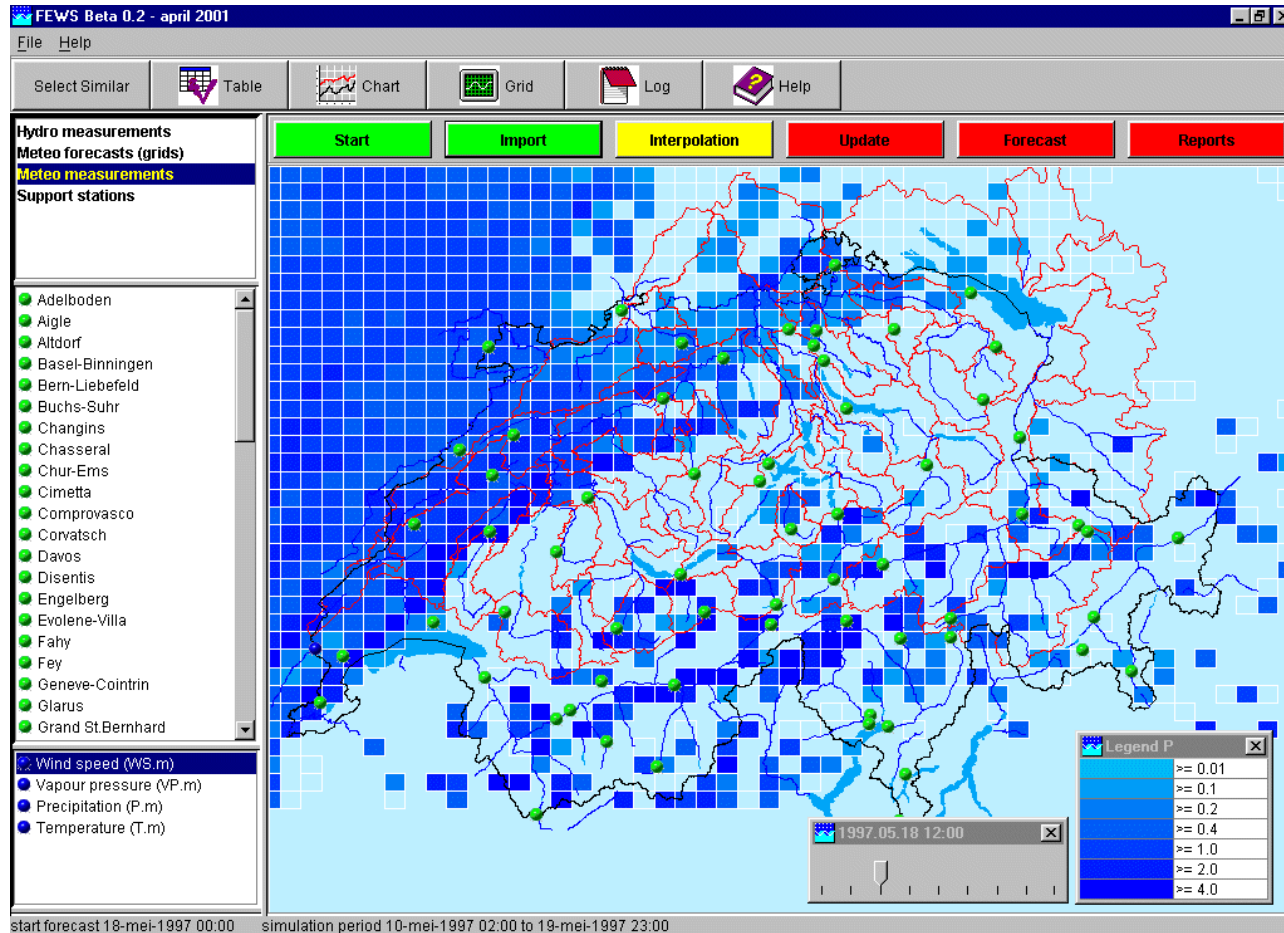 FEWS Beta 0.2 - april 2001
File Help
Select Similar Table Chart Grid Log Help
Hydro measurements
Meteo forecasts (grids)
Meteo measurements
Support stations
Start Import Interpolation Update Forecast Reports
Adelboden
Aigle
Altdorf
Basel-Binningen
Bern-Liebefeld
Buchs-Suhr
Changins
Chasseral
Chur-Ems
Cimetta
Comprovasco
Corvatsch
Davos
Disentis
Engelberg
Evolene-Villa
Fahy
Fey
Geneve-Cointrin
Glarus
Grand St.Bernhard
Wind speed (WS.m)
Vapour pressure (VP.m)
Precipitation (P.m)
Temperature (T.m)
1997.05.18 12:00
Legend P
>= 0.01
>= 0.1
>= 0.2
>= 0.4
>= 1.0
>= 2.0
>= 4.0
start forecast 18-mei-1997 00:00 simulation period 10-mei-1997 02:00 to 19-mei-1997 23:00